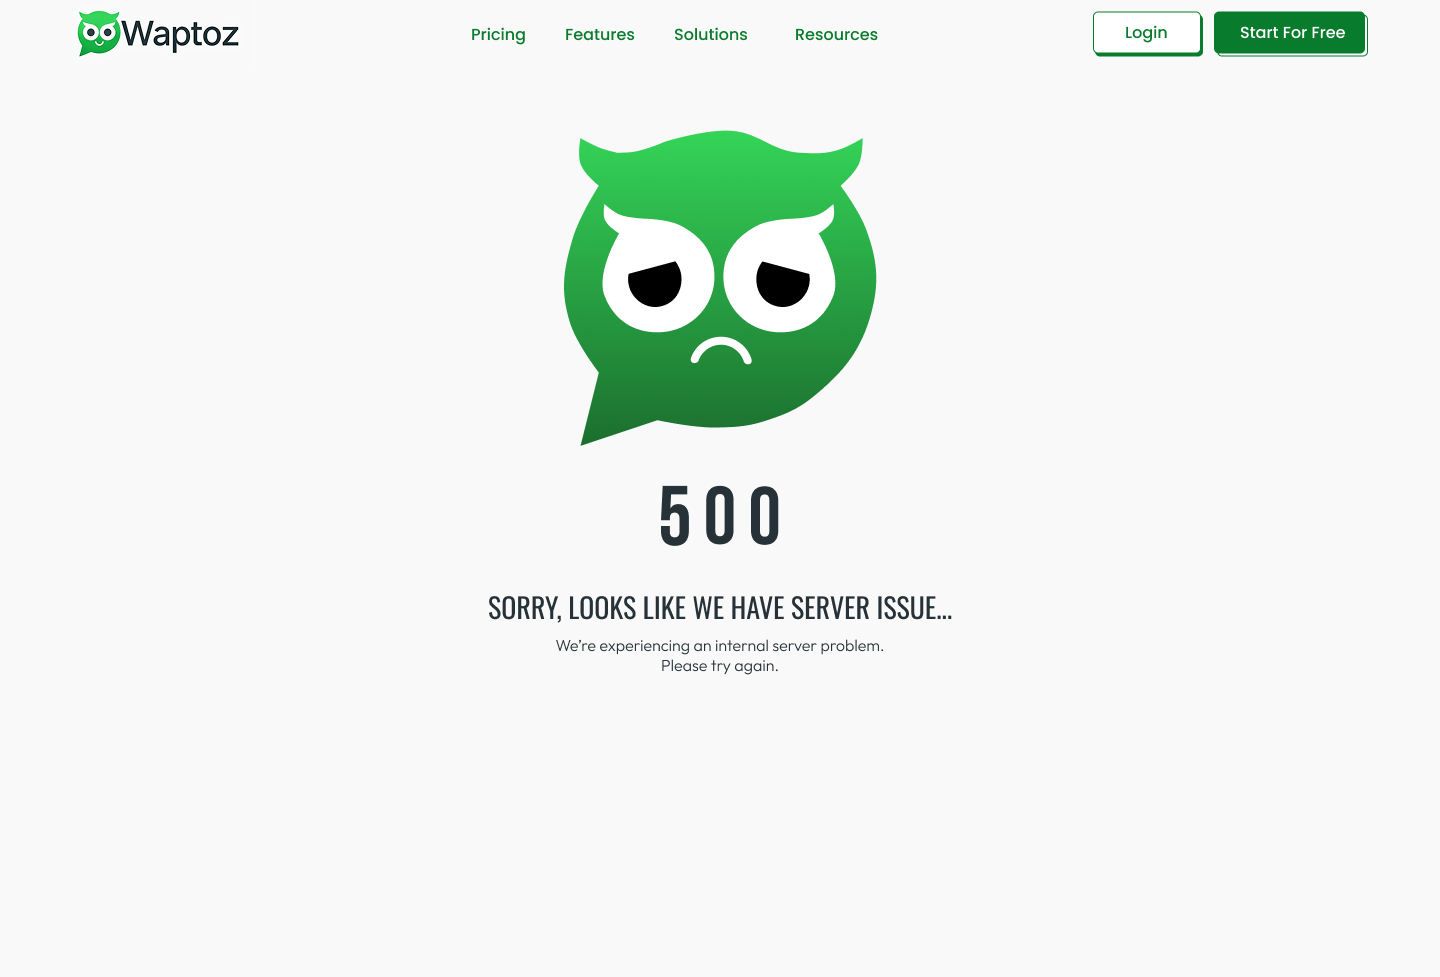 Waptoz
Pricing
Features
Solutions
Resources
Login
Start For Free
500
SORRY, LOOKS LIKE WE HAVE SERVER ISSUE...
We’re experiencing an internal server problem.
Please try again.